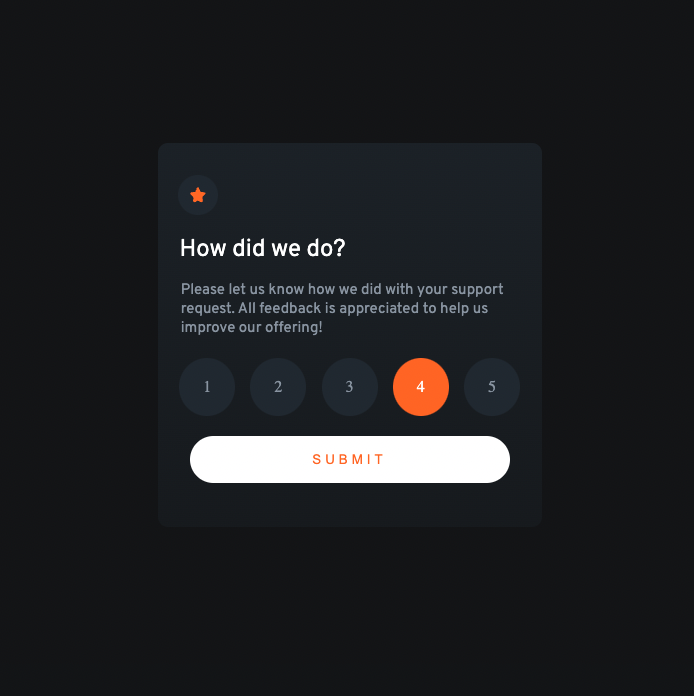 How did we do?
Please let us know how we did with your support
request. All feedback is appreciated to help us
improve our offering!
1 2 3 4 5
SUBMIT